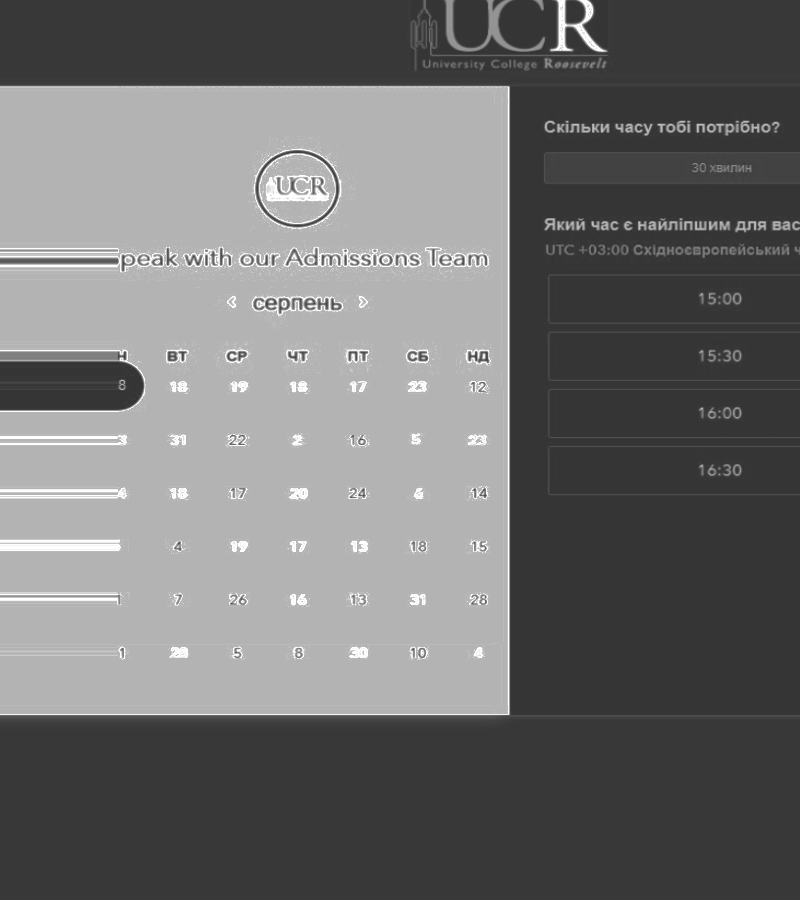 UCR
University College Roosevelt
UCR
peak with our Admissions Team
‹ серпень ›
Н ВТ СР ЧТ ПТ СБ НД
8 18 19 18 17 23 12
3 31 22 2 16 5 23
4 18 17 20 24 6 14
4 19 17 13 18 15
7 26 16 13 31 28
1 28 5 8 30 10 4
Скільки часу тобі потрібно?
30 хвилин
Який час є найліпшим для вас
UTC +03:00 Східноєвропейський ч
15:00
15:30
16:00
16:30